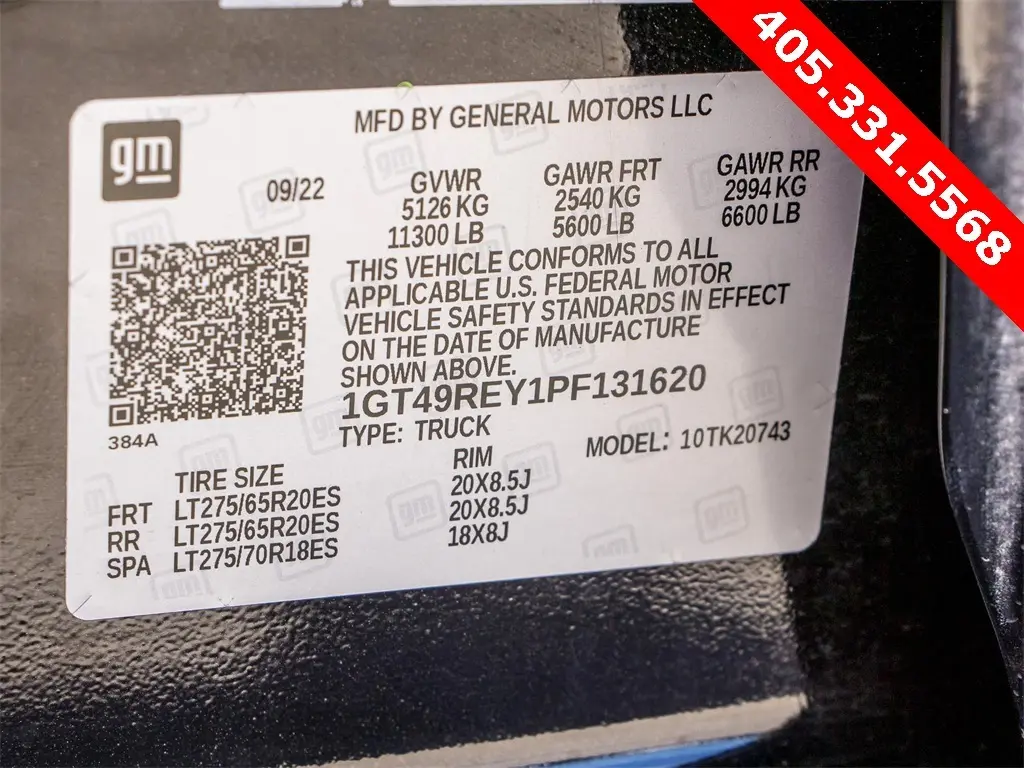 405.331.5568
MFD BY GENERAL MOTORS LLC
gm
09/22
GVWR
5126 KG
11300 LB
GAWR FRT
2540 KG
5600 LB
GAWR RR
2994 KG
6600 LB
THIS VEHICLE CONFORMS TO ALL
APPLICABLE U.S. FEDERAL MOTOR
VEHICLE SAFETY STANDARDS IN EFFECT
ON THE DATE OF MANUFACTURE
SHOWN ABOVE.
1GT49REY1PF131620
TYPE: TRUCK
MODEL: 10TK20743
384A
TIRE SIZE RIM
FRT LT275/65R20ES 20X8.5J
RR LT275/65R20ES 20X8.5J
SPA LT275/70R18ES 18X8J